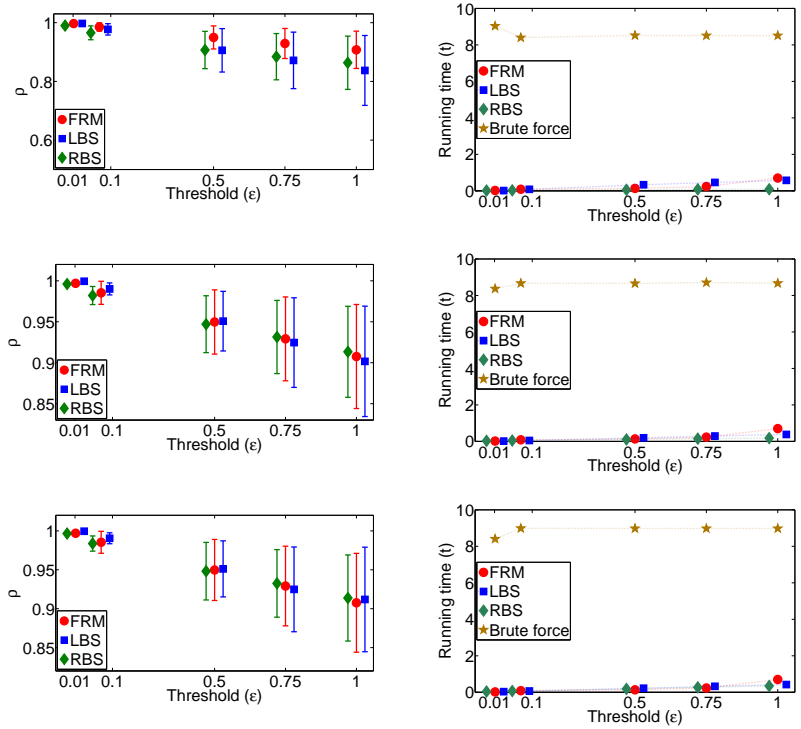 1
0.8
0.6
ρ
FRM
LBS
RBS
0.01
0.1
0.5
0.75
1
Threshold (ε)
10
8
6
4
2
0
Running time (t)
FRM
LBS
RBS
Brute force
0.01
0.1
0.5
0.75
1
Threshold (ε)
1
0.95
0.9
0.85
ρ
FRM
LBS
RBS
0.01
0.1
0.5
0.75
1
Threshold (ε)
10
8
6
4
2
0
Running time (t)
FRM
LBS
RBS
Brute force
0.01
0.1
0.5
0.75
1
Threshold (ε)
1
0.95
0.9
0.85
ρ
FRM
LBS
RBS
0.01
0.1
0.5
0.75
1
Threshold (ε)
10
8
6
4
2
0
Running time (t)
FRM
LBS
RBS
Brute force
0.01
0.1
0.5
0.75
1
Threshold (ε)